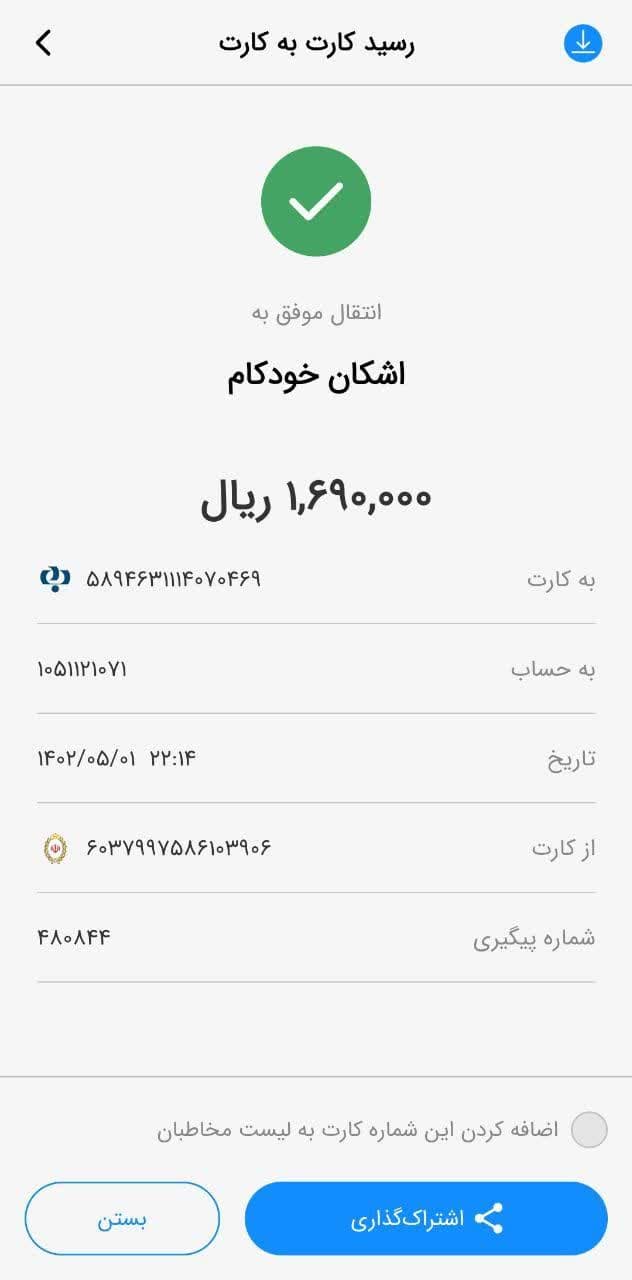 رسید کارت به کارت
انتقال موفق به
اشکان خودکام
۱,۶۹۰,۰۰۰ ریال
به کارت ۵۸۹۴۶۳۱۱۱۴۰۷۰۴۶۹
به حساب ۱۰۵۱۱۲۱۰۷۱
تاریخ ۱۴۰۲/۰۵/۰۱ ۲۲:۱۴
از کارت ۶۰۳۷۹۹۷۵۸۶۱۰۳۹۰۶
شماره پیگیری ۴۸۰۸۴۴
اضافه کردن این شماره کارت به لیست مخاطبان
اشتراک‌گذاری
بستن